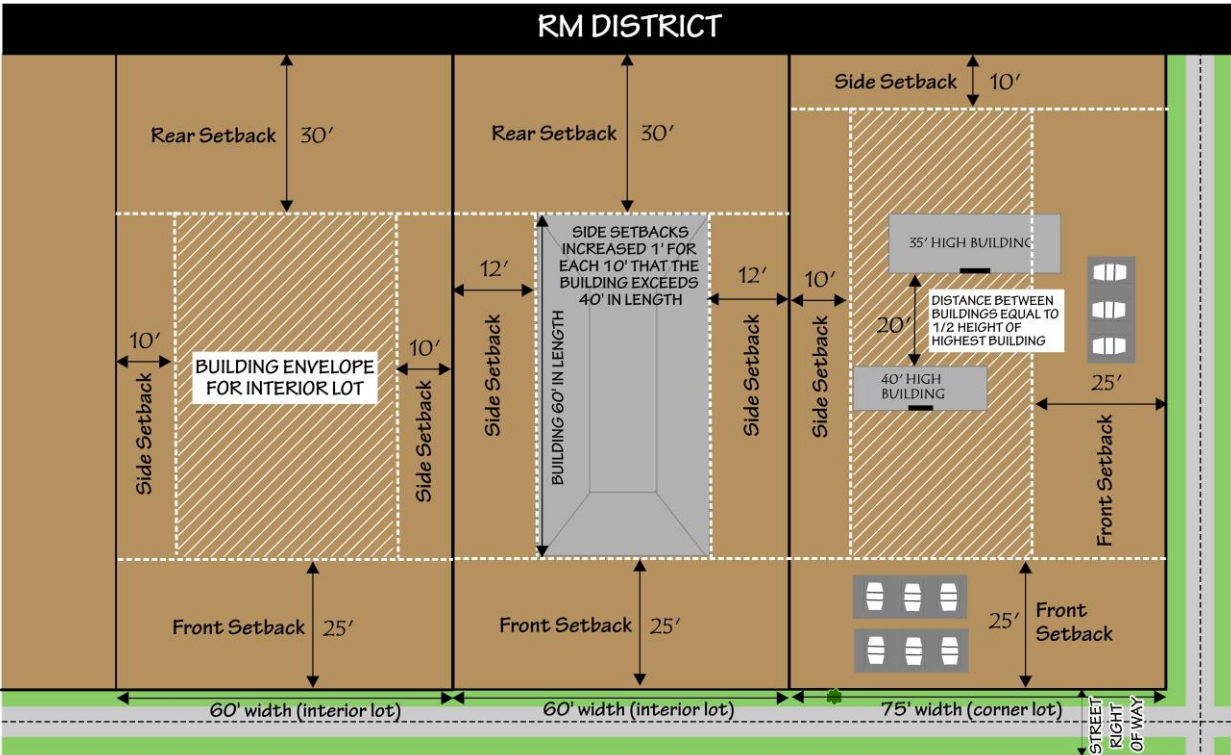 RM DISTRICT
Rear Setback 30'
10'
Side Setback
BUILDING ENVELOPE
FOR INTERIOR LOT
10'
Side Setback
Front Setback 25'
60' width (interior lot)
Rear Setback 30'
12'
Side Setback
SIDE SETBACKS
INCREASED 1' FOR
EACH 10' THAT THE
BUILDING EXCEEDS
40' IN LENGTH
BUILDING 60' IN LENGTH
12'
Side Setback
Front Setback 25'
60' width (interior lot)
Side Setback 10'
10'
Side Setback
35' HIGH BUILDING
20'
DISTANCE BETWEEN
BUILDINGS EQUAL TO
1/2 HEIGHT OF
HIGHEST BUILDING
40' HIGH
BUILDING
25'
Front Setback
25' Front
Setback
75' width (corner lot)
STREET
RIGHT
OF WAY